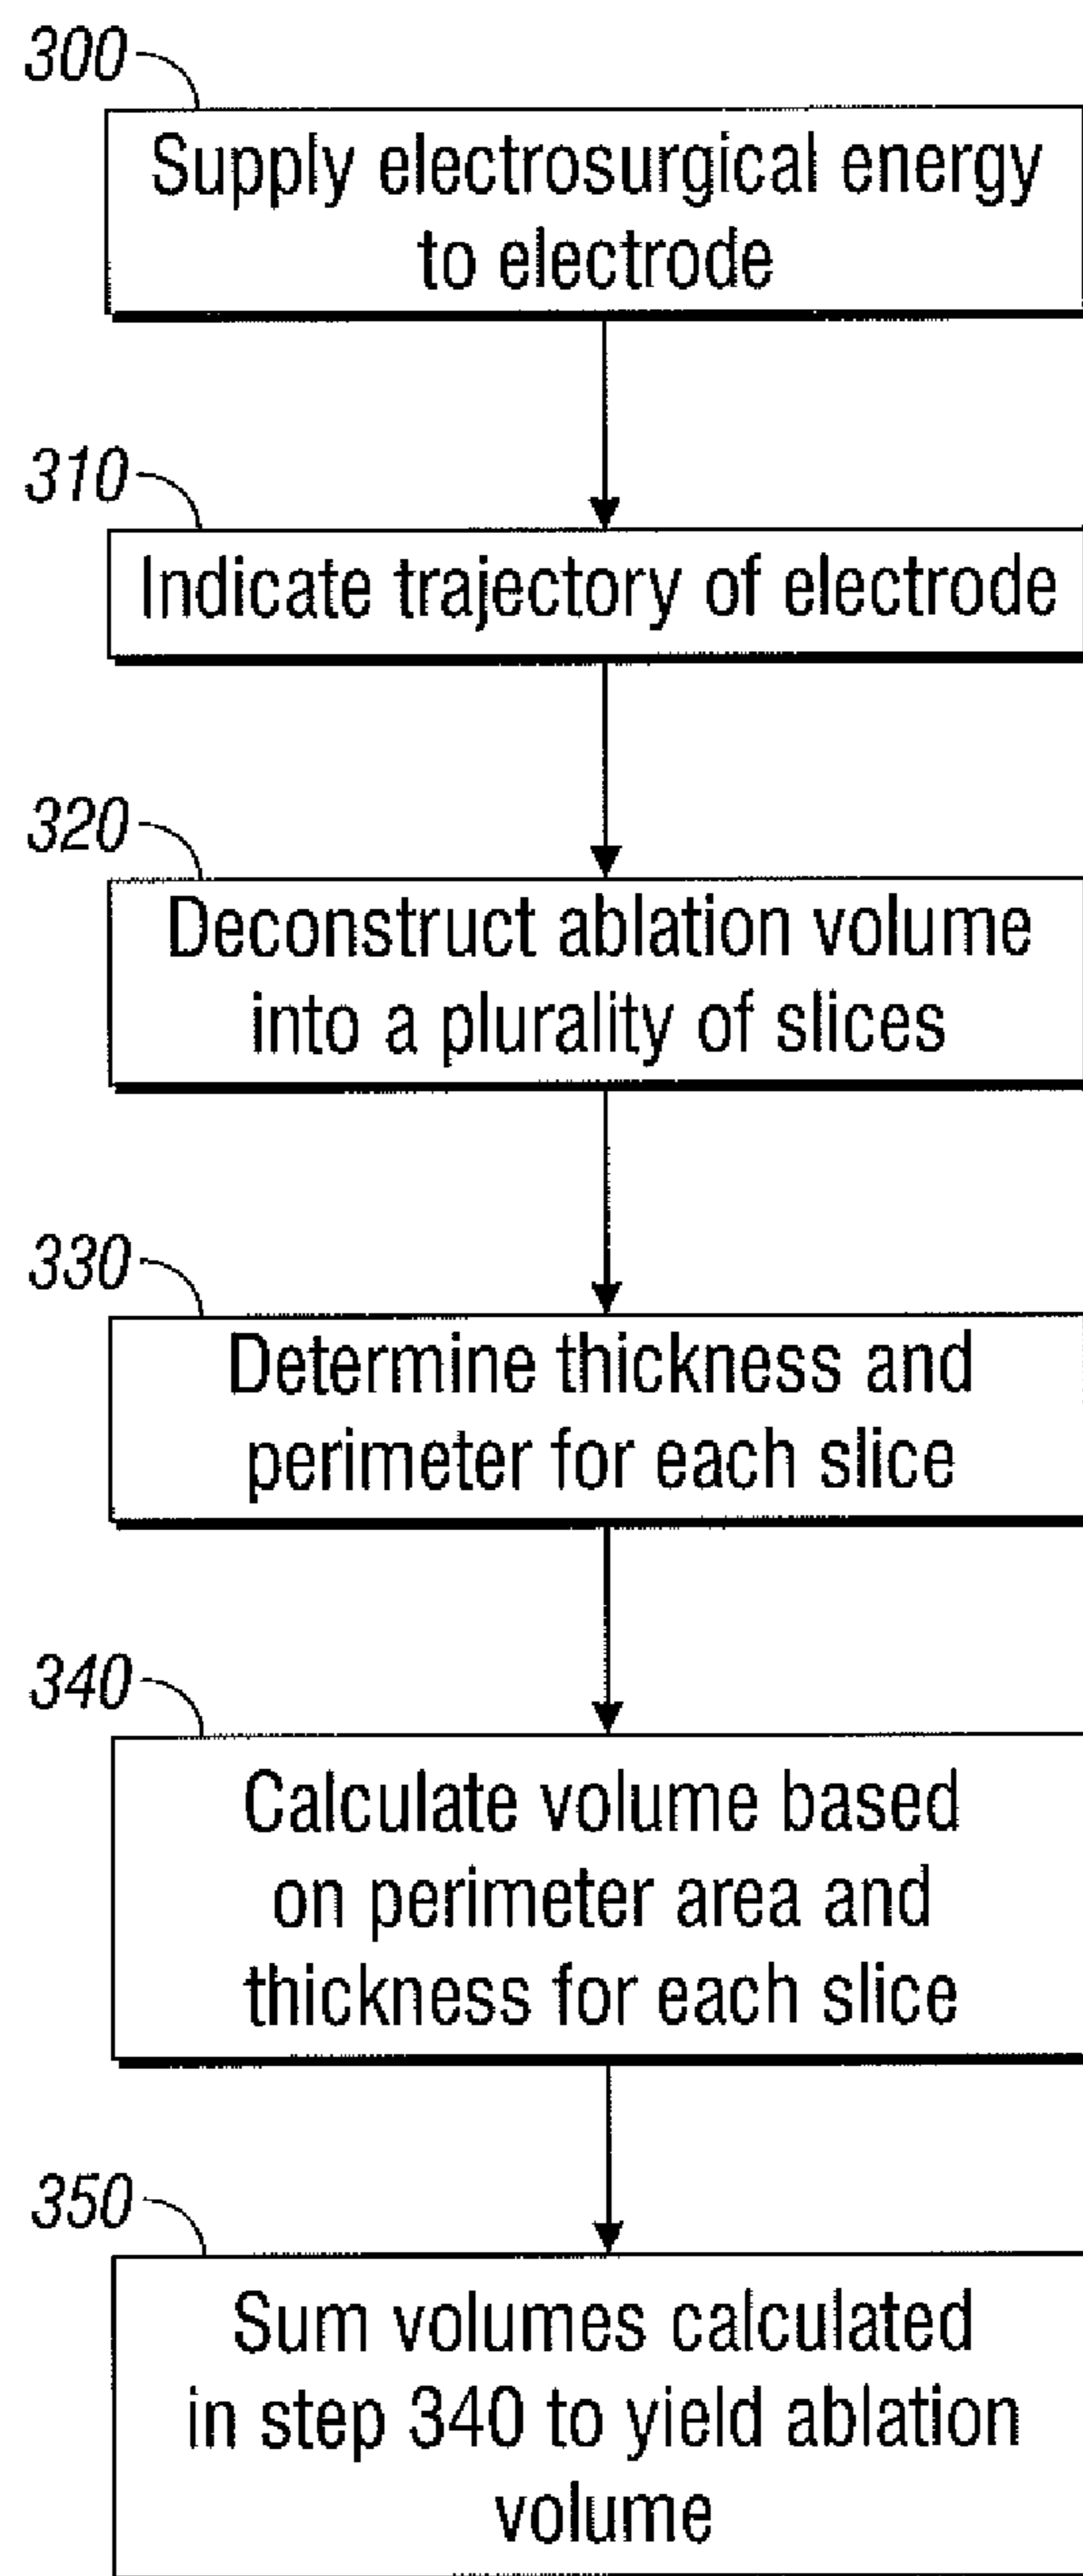 300
Supply electrosurgical energy
to electrode
310
Indicate trajectory of electrode
320
Deconstruct ablation volume
into a plurality of slices
330
Determine thickness and
perimeter for each slice
340
Calculate volume based
on perimeter area and
thickness for each slice
350
Sum volumes calculated
in step 340 to yield ablation
volume